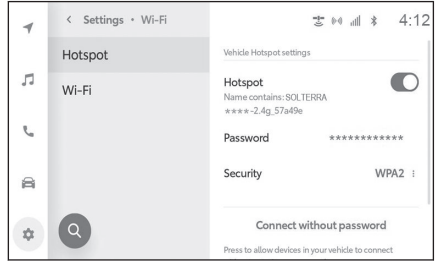 < Settings • Wi-Fi
4:12
Hotspot
Wi-Fi
Vehicle Hotspot settings
Hotspot
Name contains: SOLTERRA
****-2.4g_57a49e
Password ************
Security WPA2
Connect without password
Press to allow devices in your vehicle to connect